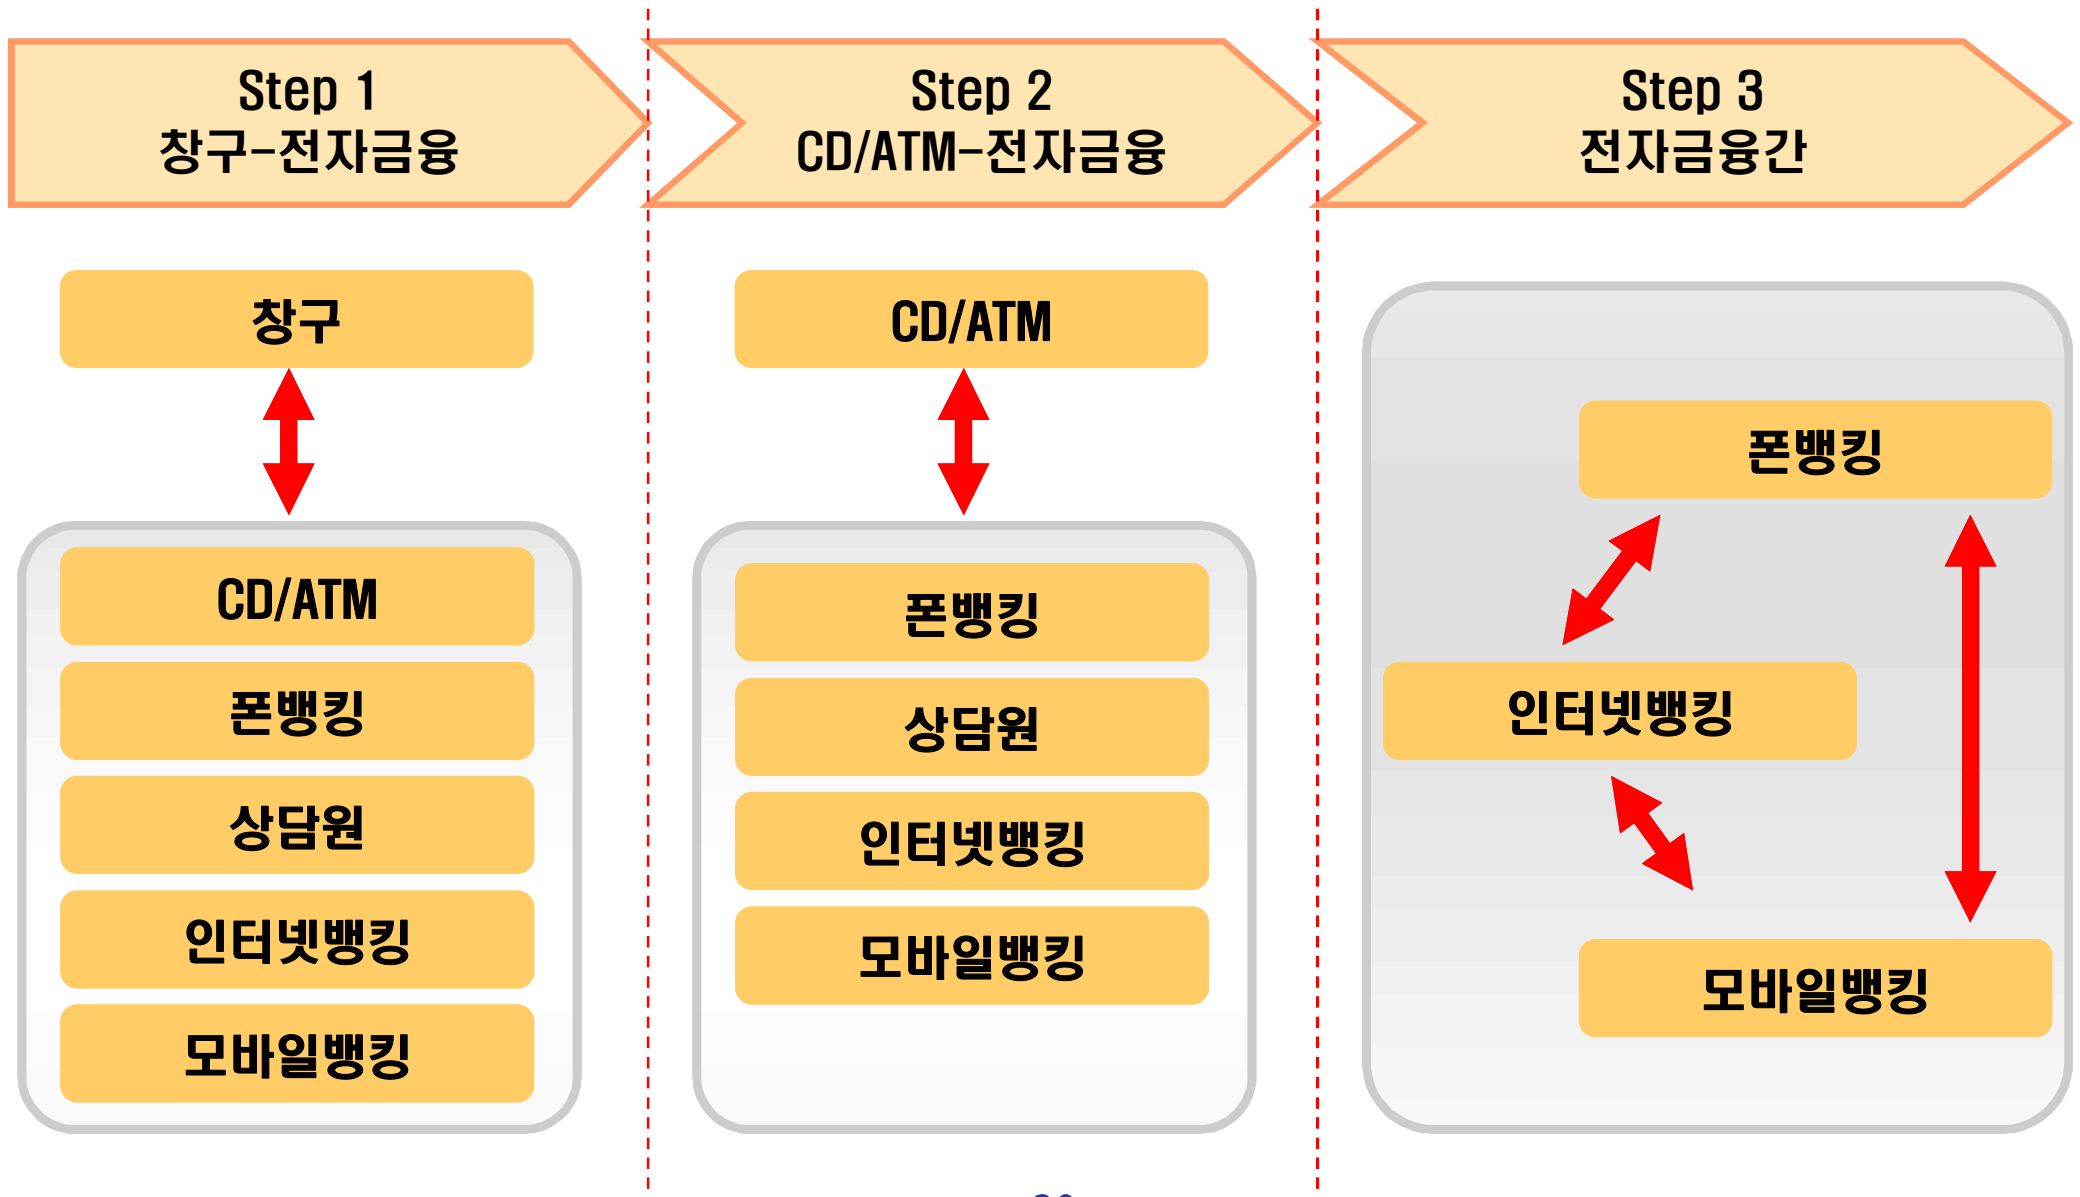 Step 1
창구-전자금융
Step 2
CD/ATM-전자금융
Step 3
전자금융간
창구
CD/ATM
폰뱅킹
상담원
인터넷뱅킹
모바일뱅킹
CD/ATM
폰뱅킹
상담원
인터넷뱅킹
모바일뱅킹
폰뱅킹
인터넷뱅킹
모바일뱅킹